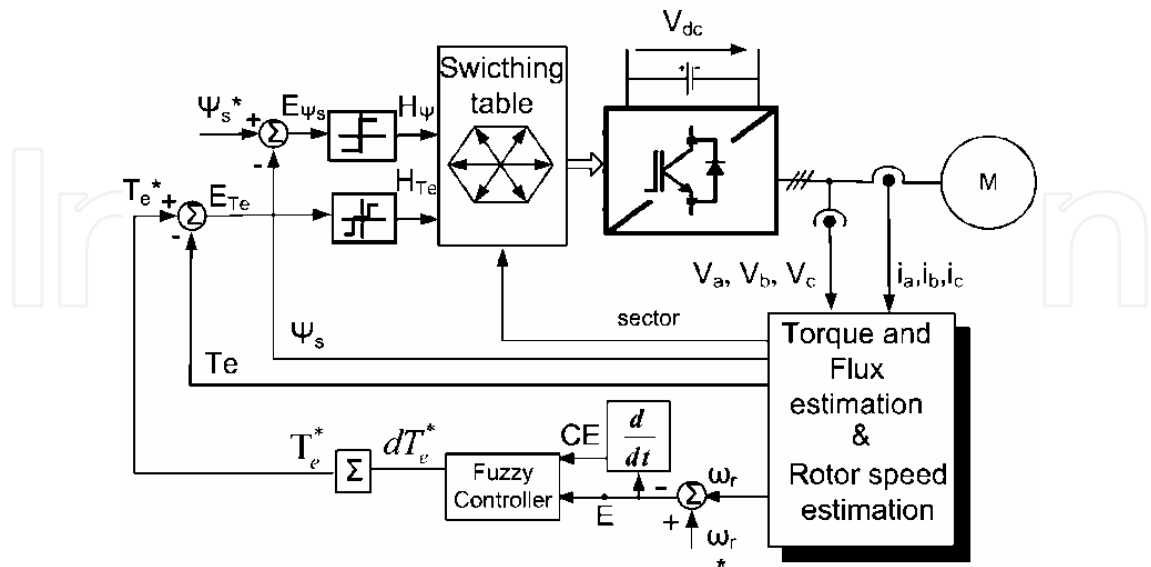 V_dc
Swicthing
table
Ψ_s*
+
Σ
-
E_Ψs
H_Ψ
T_e*
+
Σ
-
E_Te
H_Te
+ -
M
V_a, V_b, V_c
i_a,i_b,i_c
sector
Ψ_s
Te
Torque and
Flux
estimation
&
Rotor speed
estimation
T_e^*
Σ
dT_e^*
Fuzzy
Controller
CE
d
dt
E
-
Σ
+
ω_r
ω_r
*